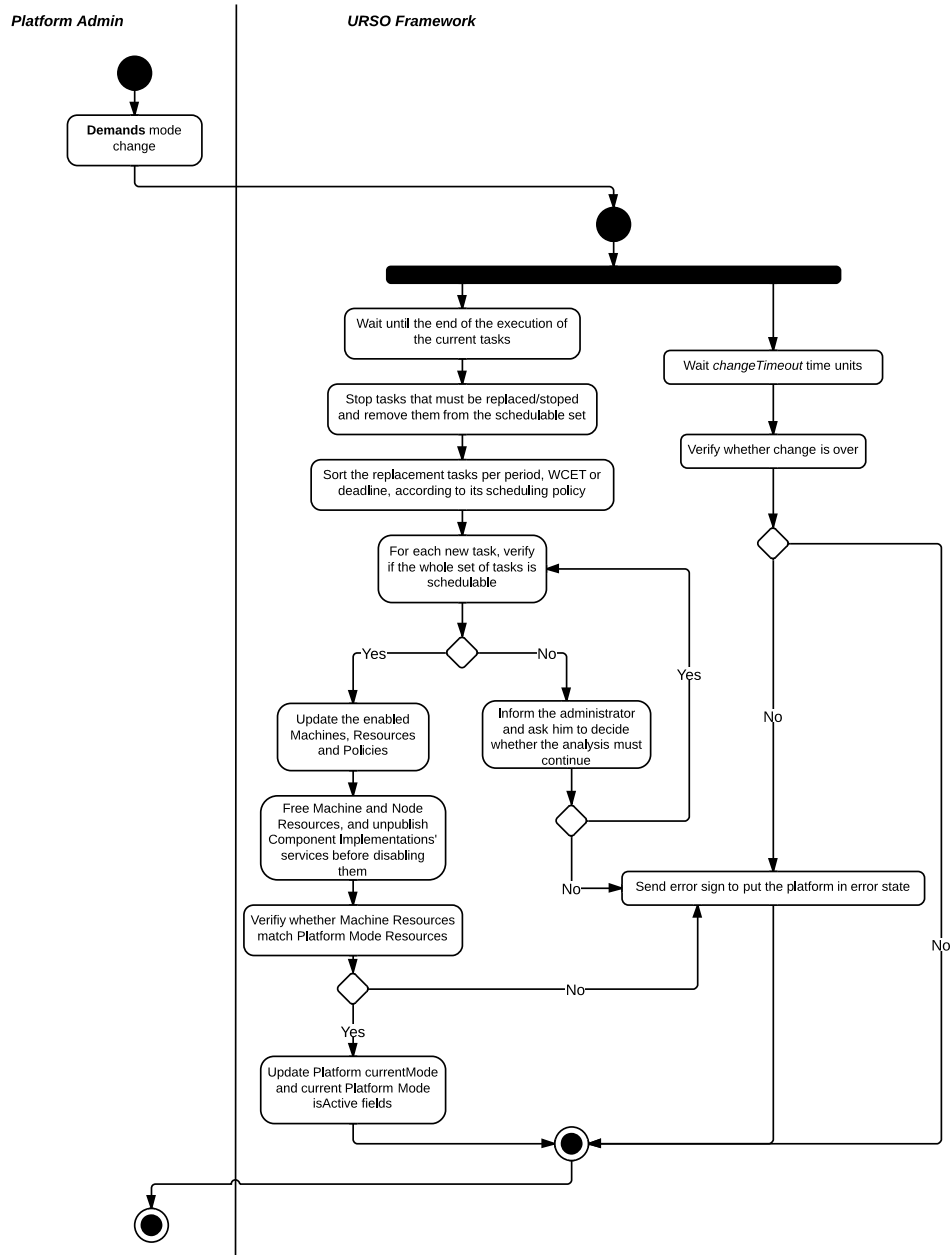 Platform Admin
URSO Framework
Demands mode
change
Wait until the end of the execution of
the current tasks
Wait changeTimeout time units
Stop tasks that must be replaced/stoped
and remove them from the schedulable set
Verify whether change is over
Sort the replacement tasks per period, WCET or
deadline, according to its scheduling policy
For each new task, verify
if the whole set of tasks is
schedulable
Yes
No
Yes
Update the enabled
Machines, Resources
and Policies
Inform the administrator
and ask him to decide
whether the analysis must
continue
No
Free Machine and Node
Resources, and unpublish
Component Implementations'
services before disabling
them
No
Send error sign to put the platform in error state
Verifiy whether Machine Resources
match Platform Mode Resources
No
No
Yes
Update Platform currentMode
and current Platform Mode
isActive fields